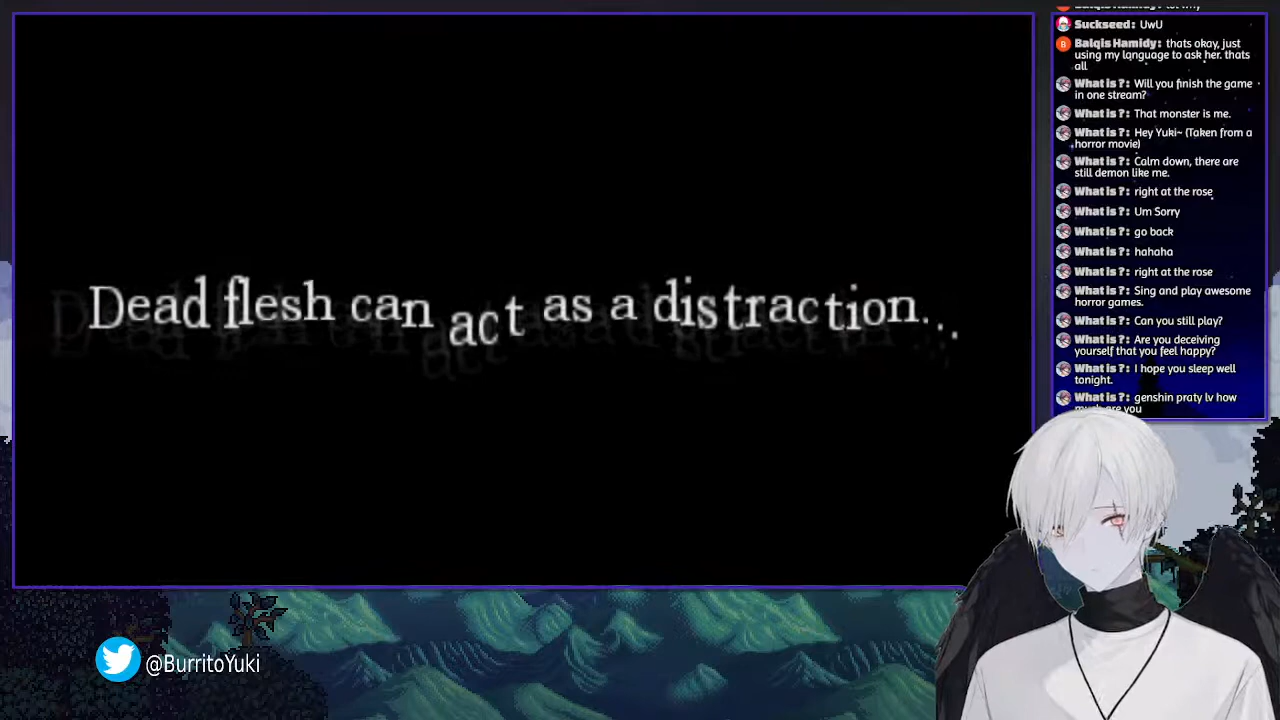 Suckseed: UwU
Balqis Hamidy: thats okay, just
using my language to ask her. thats
all
What is ?: Will you finish the game
in one stream?
What is ?: That monster is me.
What is ?: Hey Yuki~ (Taken from a
horror movie)
What is ?: Calm down, there are
still demon like me.
What is ?: right at the rose
What is ?: Um Sorry
What is ?: go back
What is ?: hahaha
What is ?: right at the rose
What is ?: Sing and play awesome
horror games.
What is ?: Can you still play?
What is ?: Are you deceiving
yourself that you feel happy?
What is ?: I hope you sleep well
tonight.
What is ?: genshin praty lv how
much are you
Dead flesh can act as a distraction...
@BurritoYuki